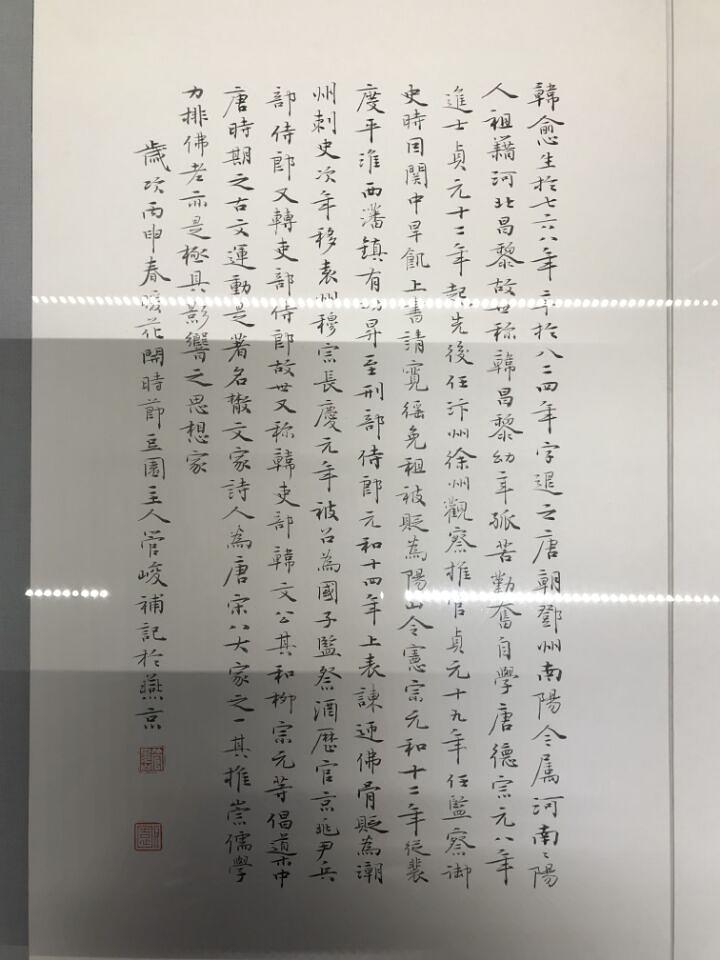 韓愈生於七六八年卒於八二四年字退之唐朝鄧州南陽今属河南〻陽
人祖籍河北昌黎故世称韓昌黎幼年孤苦勤奮自學唐德宗元八年
進士貞元十二年起先後任汴州徐州觀察推官貞元十九年任監察御
史時因関中旱飢上書請寛徭免租被貶為陽山令憲宗元和十二年従裴
度平淮西潘鎮有功昇至刑部侍郎元和十四年上表諌迎佛骨貶為潮
州刺史次年移袁州穆宗長慶元年被召為國子監祭酒歴官京兆尹兵
部侍郎又轉吏部侍郎故世又称韓吏部韓文公其和柳宗元等倡道中
唐時期之古文運動是著名散文家詩人為唐宋八大家之一其推崇儒學
力排佛老亦是極具影響之思想家
歲次丙申春暖花開時節豆園主人管峻補記於燕京